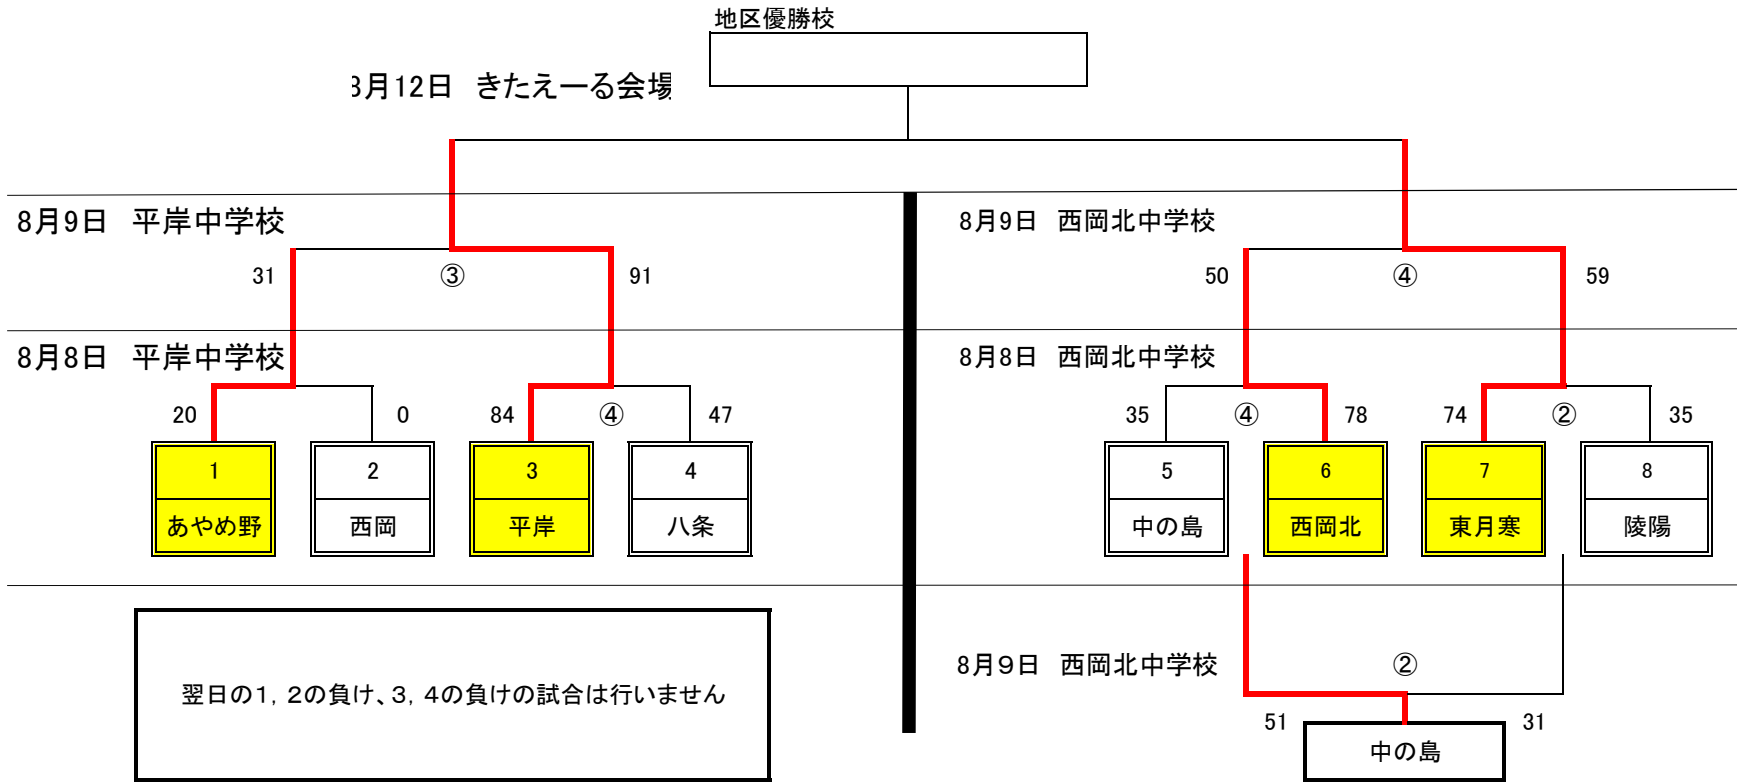 地区優勝校
8月12日 きたえーる会場
8月9日 平岸中学校
8月9日 西岡北中学校
31 ③ 91
50 ④ 59
8月8日 平岸中学校
8月8日 西岡北中学校
20 0 84 ④ 47
35 ④ 78 74 ② 35
1 2 3 4 5 6 7 8
あやめ野 西岡 平岸 八条 中の島 西岡北 東月寒 陵陽
翌日の１，２の負け、３，４の負けの試合は行いません
8月９日 西岡北中学校 ②
51 31
中の島